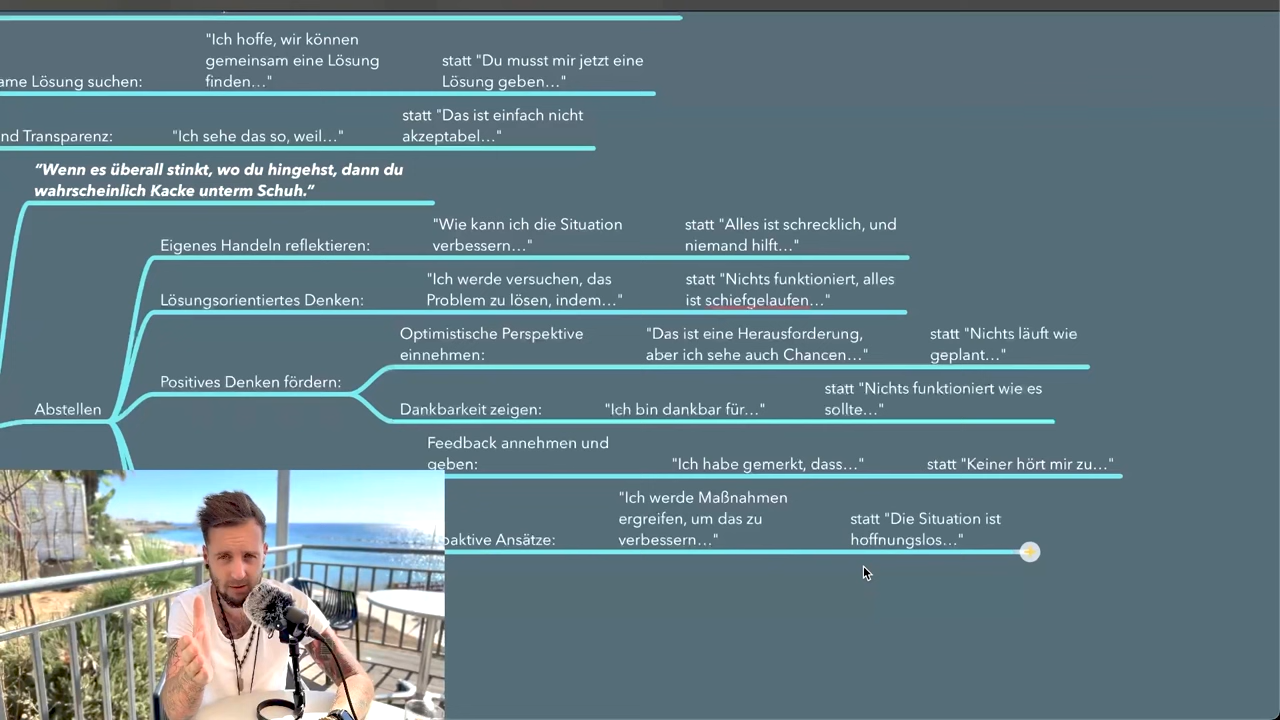 "Ich hoffe, wir können
gemeinsam eine Lösung
finden…"
statt "Du musst mir jetzt eine
Lösung geben…"
ame Lösung suchen:
statt "Das ist einfach nicht
akzeptabel…"
nd Transparenz:
"Ich sehe das so, weil…"
"Wenn es überall stinkt, wo du hingehst, dann du
wahrscheinlich Kacke unterm Schuh."
Eigenes Handeln reflektieren:
"Wie kann ich die Situation
verbessern…"
statt "Alles ist schrecklich, und
niemand hilft…"
Lösungsorientiertes Denken:
"Ich werde versuchen, das
Problem zu lösen, indem…"
statt "Nichts funktioniert, alles
ist schiefgelaufen…"
Positives Denken fördern:
Optimistische Perspektive
einnehmen:
"Das ist eine Herausforderung,
aber ich sehe auch Chancen…"
statt "Nichts läuft wie
geplant…"
Dankbarkeit zeigen:
"Ich bin dankbar für…"
statt "Nichts funktioniert wie es
sollte…"
Abstellen
Feedback annehmen und
geben:
"Ich habe gemerkt, dass…"
statt "Keiner hört mir zu…"
oaktive Ansätze:
"Ich werde Maßnahmen
ergreifen, um das zu
verbessern…"
statt "Die Situation ist
hoffnungslos…"